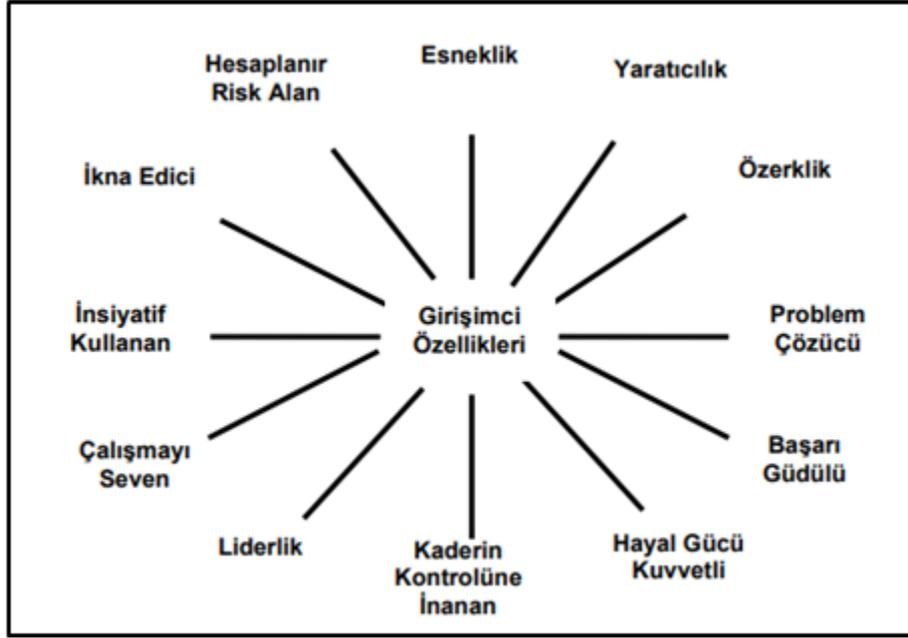 Esneklik
Hesaplanır
Risk Alan
Yaratıcılık
İkna Edici
Özerklik
İnsiyatif
Kullanan
Girişimci
Özellikleri
Problem
Çözücü
Çalışmayı
Seven
Başarı
Güdülü
Liderlik
Kaderin
Kontrolüne
İnanan
Hayal Gücü
Kuvvetli